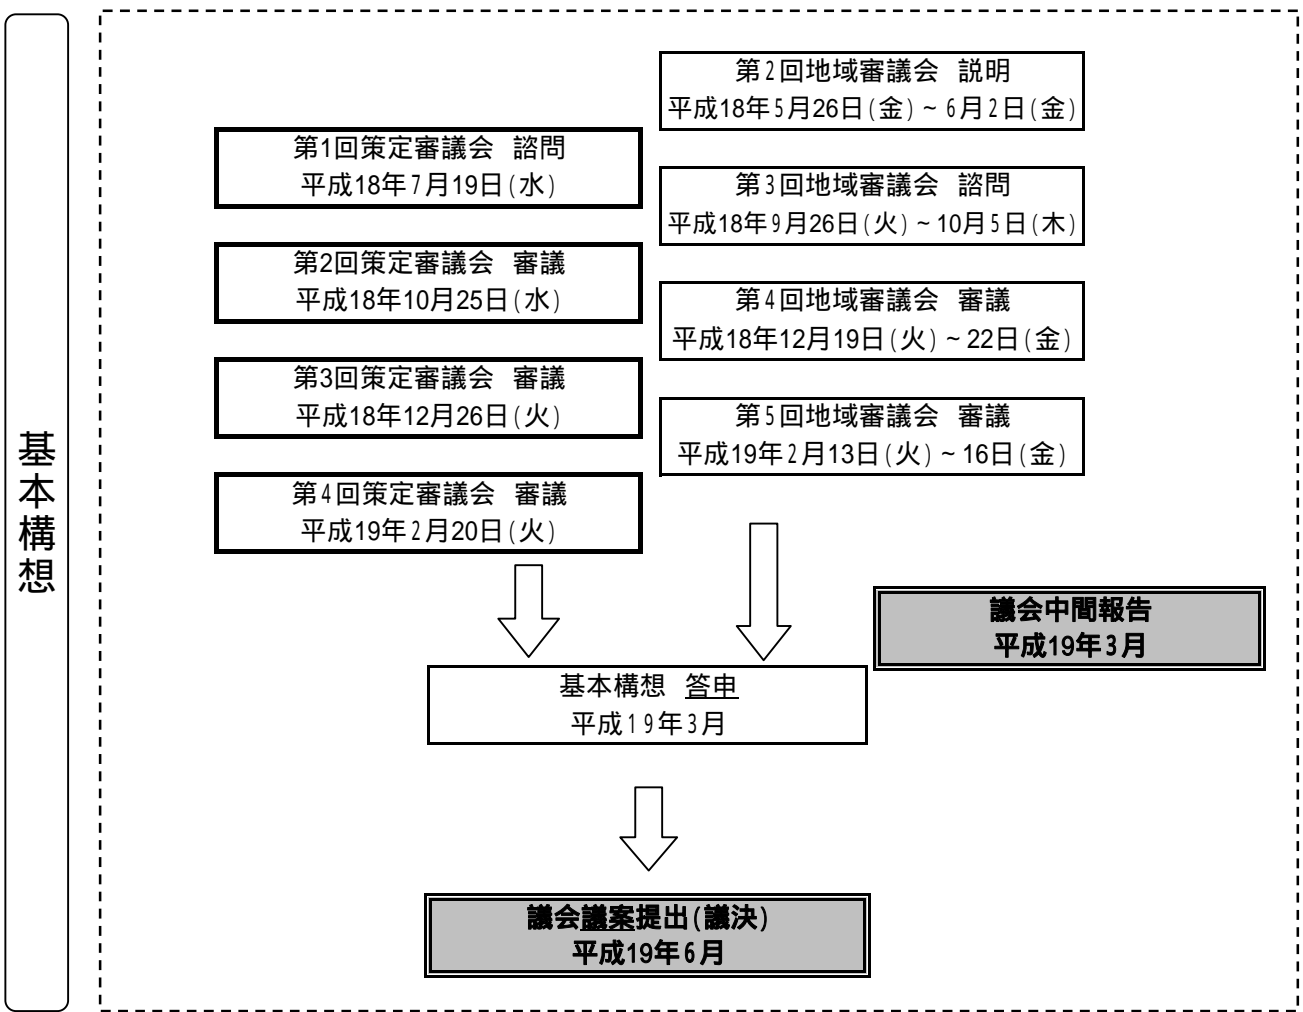 基本構想
第2回地域審議会 説明
平成18年5月26日(金)~6月2日(金)
第1回策定審議会 諮問
平成18年7月19日(水)
第3回地域審議会 諮問
平成18年9月26日(火)~10月5日(木)
第2回策定審議会 審議
平成18年10月25日(水)
第4回地域審議会 審議
平成18年12月19日(火)~22日(金)
第3回策定審議会 審議
平成18年12月26日(火)
第5回地域審議会 審議
平成19年2月13日(火)~16日(金)
第4回策定審議会 審議
平成19年2月20日(火)
議会中間報告
平成19年3月
基本構想 答申
平成19年3月
議会議案提出(議決)
平成19年6月